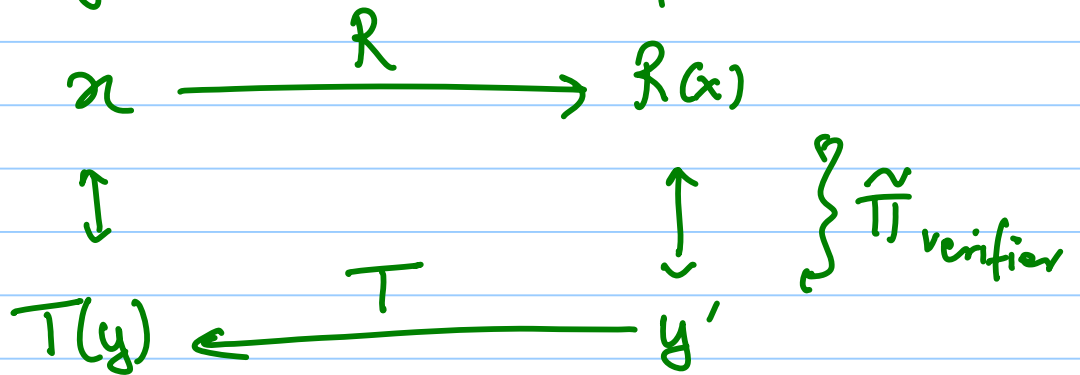 R
x R(x)
Π̃ verifier
T
T(y) y'